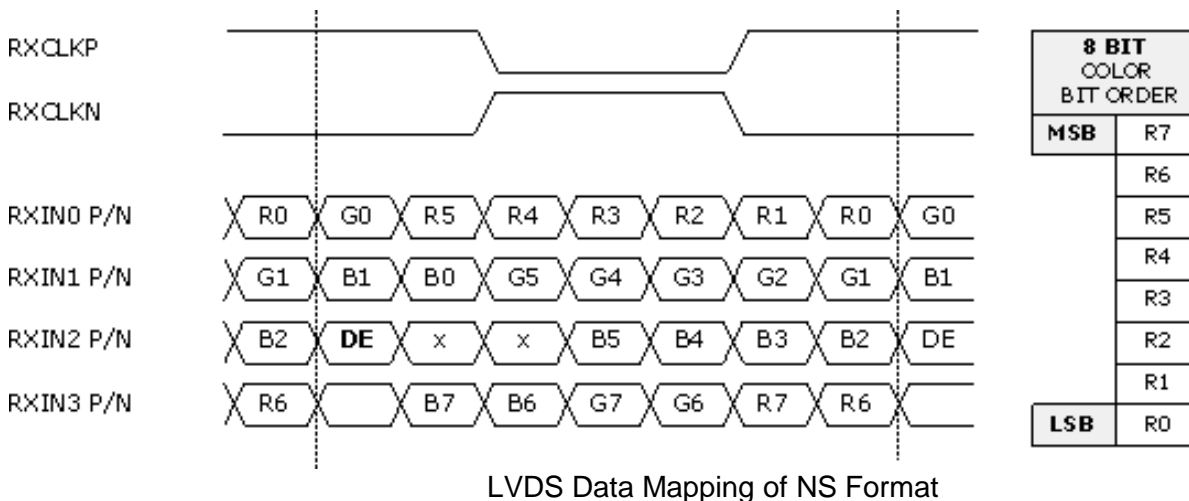 RXCLKP
RXCLKN
RXIN0 P/N R0 G0 R5 R4 R3 R2 R1 R0 G0
RXIN1 P/N G1 B1 B0 G5 G4 G3 G2 G1 B1
RXIN2 P/N B2 DE x x B5 B4 B3 B2 DE
RXIN3 P/N R6 B7 B6 G7 G6 R7 R6
8 BIT
COLOR
BIT ORDER
MSB R7
R6
R5
R4
R3
R2
R1
LSB R0
LVDS Data Mapping of NS Format